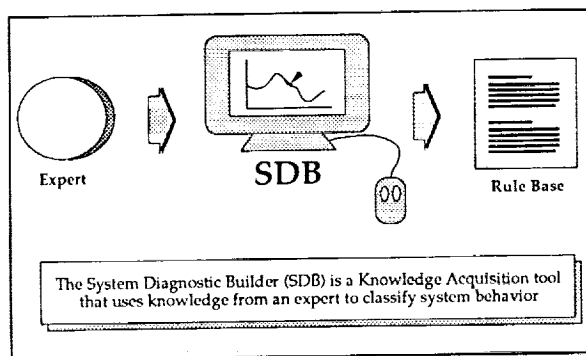 Expert
SDB
Rule Base
The System Diagnostic Builder (SDB) is a Knowledge Acquisition tool
that uses knowledge from an expert to classify system behavior